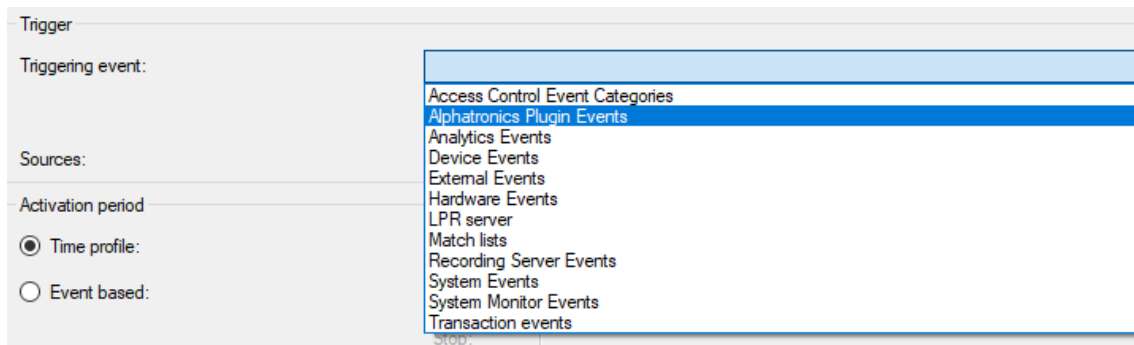 Trigger
Triggering event:
Access Control Event Categories
Alphatronics Plugin Events
Analytics Events
Device Events
Sources:
External Events
Hardware Events
Activation period
LPR server
Match lists
Time profile:
Recording Server Events
System Events
Event based:
System Monitor Events
Transaction events
Stop: